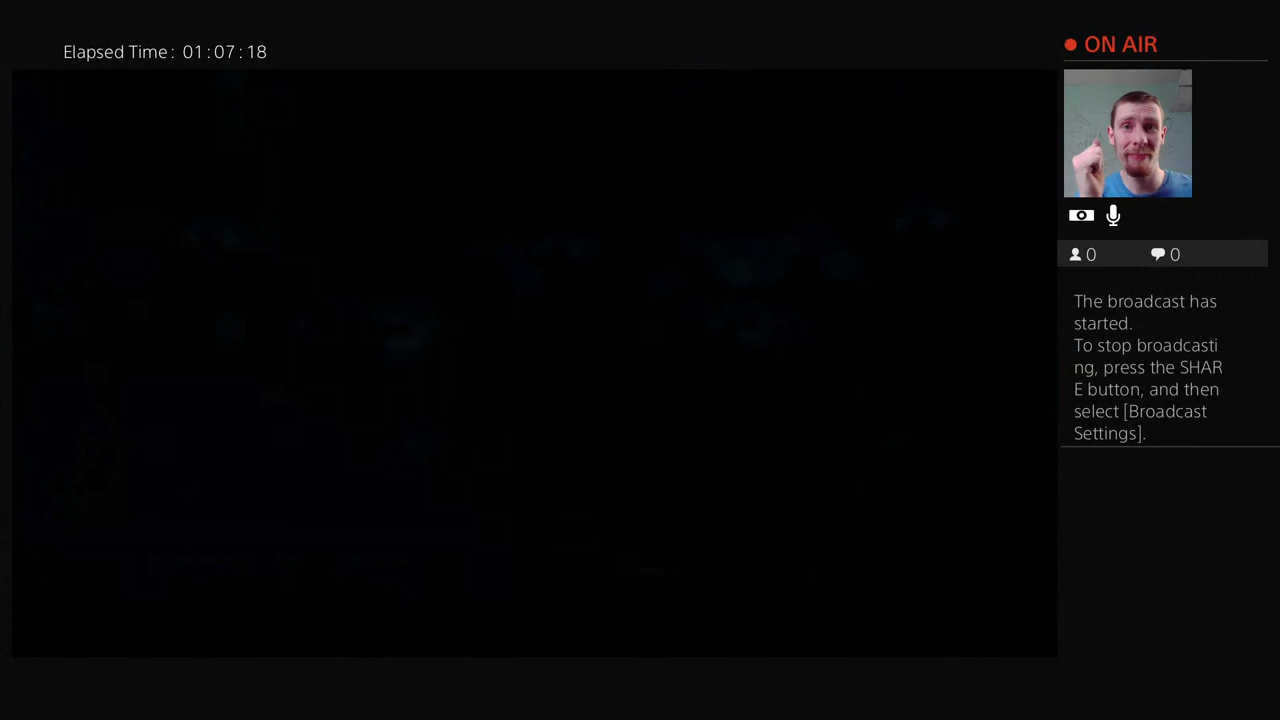 Elapsed Time: 01:07:18
ON AIR
0 0
The broadcast has
started.
To stop broadcasti
ng, press the SHAR
E button, and then
select [Broadcast
Settings].